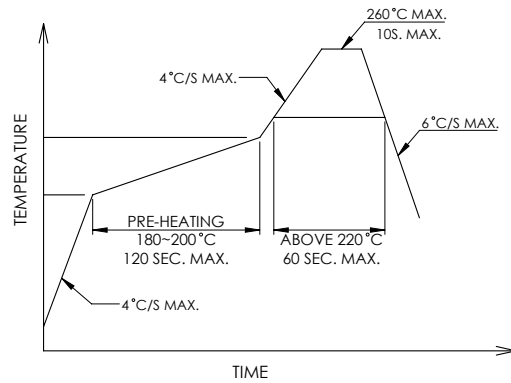 260°C MAX.
10S. MAX.
4°C/S MAX.
6°C/S MAX.
TEMPERATURE
PRE-HEATING
180~200°C
120 SEC. MAX.
ABOVE 220°C
60 SEC. MAX.
4°C/S MAX.
TIME